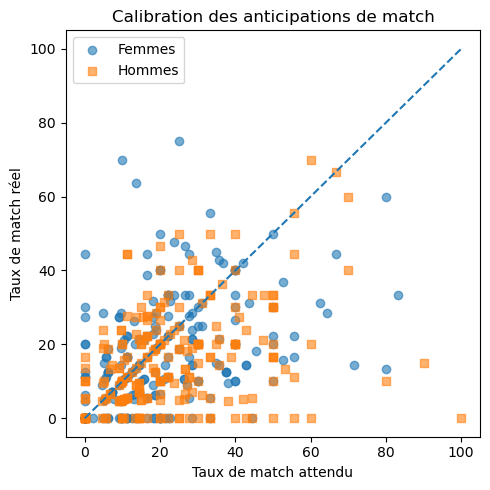 Calibration des anticipations de match
Femmes
Hommes
Taux de match réel
100
80
60
40
20
0
0 20 40 60 80 100
Taux de match attendu